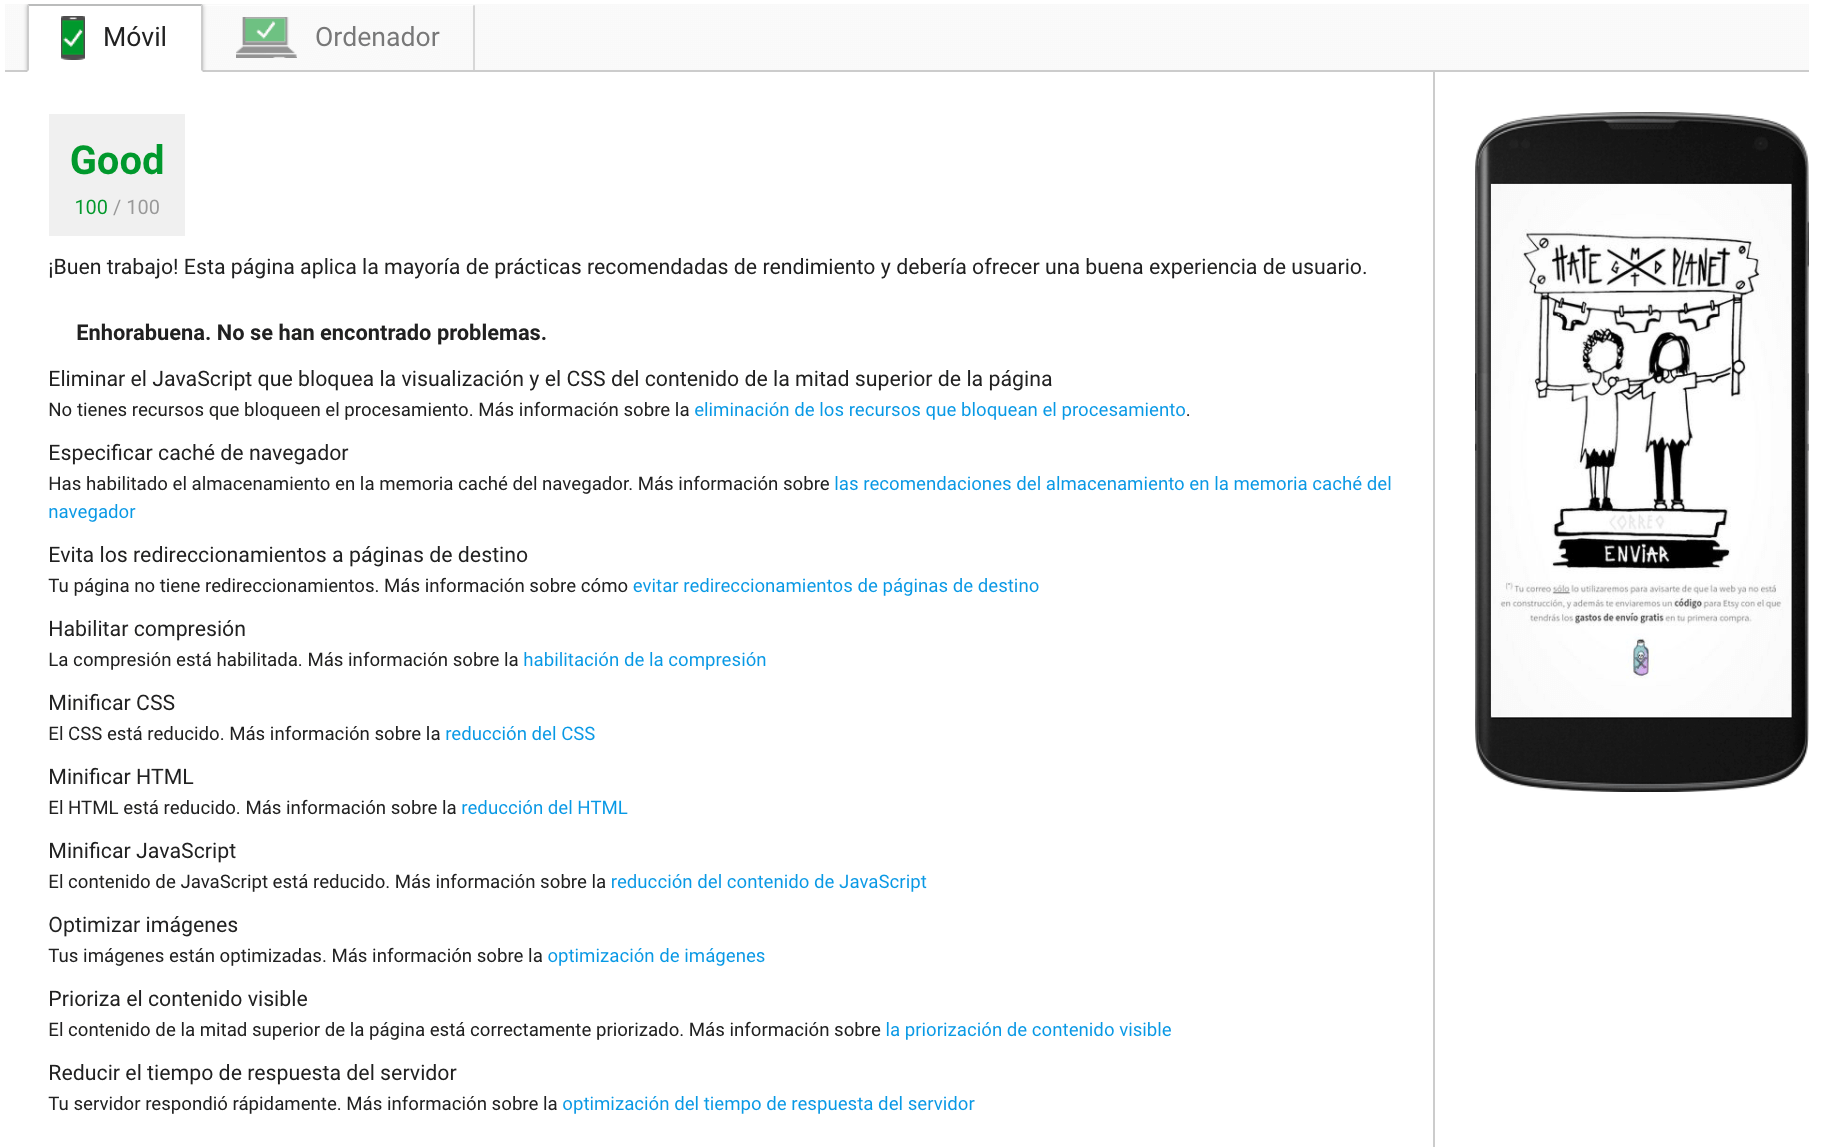 Móvil
Ordenador
Good
100 / 100
¡Buen trabajo! Esta página aplica la mayoría de prácticas recomendadas de rendimiento y debería ofrecer una buena experiencia de usuario.
Enhorabuena. No se han encontrado problemas.
Eliminar el JavaScript que bloquea la visualización y el CSS del contenido de la mitad superior de la página
No tienes recursos que bloqueen el procesamiento. Más información sobre la eliminación de los recursos que bloquean el procesamiento.
Especificar caché de navegador
Has habilitado el almacenamiento en la memoria caché del navegador. Más información sobre las recomendaciones del almacenamiento en la memoria caché del
navegador
Evita los redireccionamientos a páginas de destino
Tu página no tiene redireccionamientos. Más información sobre cómo evitar redireccionamientos de páginas de destino
Habilitar compresión
La compresión está habilitada. Más información sobre la habilitación de la compresión
Minificar CSS
El CSS está reducido. Más información sobre la reducción del CSS
Minificar HTML
El HTML está reducido. Más información sobre la reducción del HTML
Minificar JavaScript
El contenido de JavaScript está reducido. Más información sobre la reducción del contenido de JavaScript
Optimizar imágenes
Tus imágenes están optimizadas. Más información sobre la optimización de imágenes
Prioriza el contenido visible
El contenido de la mitad superior de la página está correctamente priorizado. Más información sobre la priorización de contenido visible
Reducir el tiempo de respuesta del servidor
Tu servidor respondió rápidamente. Más información sobre la optimización del tiempo de respuesta del servidor
HATE G M D T PLANET
CORREO
ENViAR
(*) Tu correo sólo lo utilizaremos para avisarte de que la web ya no está
en construcción, y además te enviaremos un código para Etsy con el que
tendrás los gastos de envío gratis en tu primera compra.